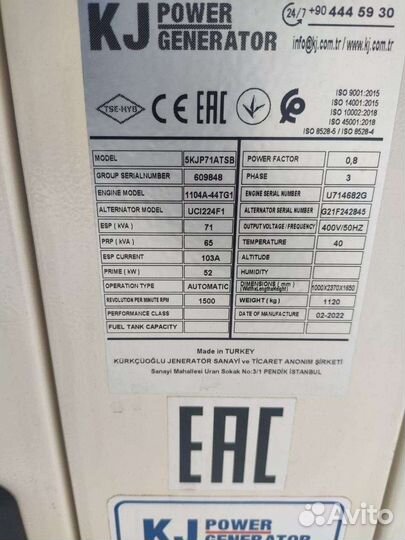 KJ POWER GENERATOR
24/7 +90 444 59 30
info@kj.com.tr / www.kj.com.tr
TSE-HYB CE EAC
ISO 9001:2015
ISO 14001:2015
ISO 10002:2018
ISO 45001:2018
ISO 8528-5 / ISO 8528-4
MODEL 5KJP71ATSB POWER FACTOR 0,8
GROUP SERIALNUMBER 609848 PHASE 3
ENGINE MODEL 1104A-44TG1 ENGINE SERIAL NUMBER U714682G
ALTERNATOR MODEL UCI224F1 ALTERNATOR SERIAL NUMBER G21F242845
ESP (kVA) 71 OUTPUT VOLTAGE / FREQUENCY 400V/50HZ
PRP (kVA) 65 TEMPERATURE 40
ESP CURRENT 103A ALTITUDE
PRIME (kW) 52 HUMIDITY
OPERATION TYPE AUTOMATIC DIMENSIONS (mm) (WidthxLengthxHeight) 1000X2370X1650
REVOLUTION PER MINUTE RPM 1500 WEIGHT (kg) 1120
PERFORMANCE CLASS DATE OF MANUFACTURE 02-2022
FUEL TANK CAPACITY
Made in TURKEY
KÜRKÇÜOĞLU JENERATÖR SANAYİ ve TİCARET ANONİM ŞİRKETİ
Sanayi Mahallesi Uran Sokak No:3/1 PENDİK İSTANBUL
EAC
KJ POWER GENERATOR
Avito